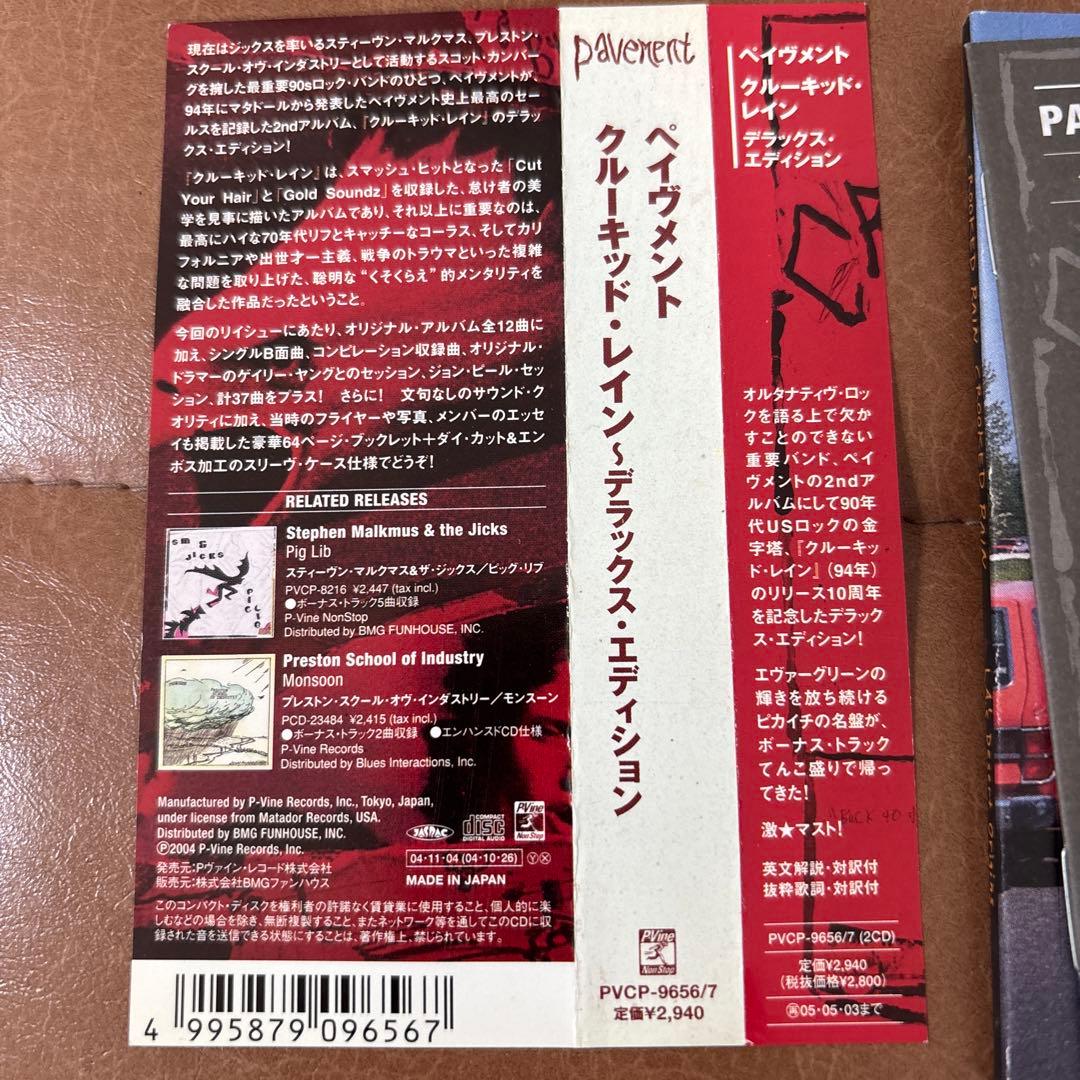 現在はジックスを率いるスティーヴン・マルクマス、プレストン・
スクール・オヴ・インダストリーとして活動するスコット・カンバー
グを擁した最重要90sロック・バンドのひとつ、ペイヴメントが、
94年にマタドールから発表したペイヴメント史上最高のセー
ルスを記録した2ndアルバム、『クルーキッド・レイン』のデラッ
クス・エディション!
『クルーキッド・レイン』は、スマッシュ・ヒットとなった「Cut
Your Hair」と「Gold Soundz」を収録した、怠け者の美
学を見事に描いたアルバムであり、それ以上に重要なのは、
最高にハイな70年代リフとキャッチーなコーラス、そしてカリ
フォルニアや出世才一主義、戦争のトラウマといった複雑
な問題を取り上げた、聡明な“くそくらえ”的メンタリティを
融合した作品だったということ。
今回のリイシューにあたり、オリジナル・アルバム全12曲に
加え、シングルB面曲、コンピレーション収録曲、オリジナル・
ドラマーのゲイリー・ヤングとのセッション、ジョン・ピール・セッ
ション、計37曲をプラス! さらに! 文句なしのサウンド・ク
オリティに加え、当時のフライヤーや写真、メンバーのエッセ
イも掲載した豪華64ページ・ブックレット+ダイ・カット&エン
ボス加工のスリーヴ・ケース仕様でどうぞ!
RELATED RELEASES
SM &
JICKS
PIG LIB
Stephen Malkmus & the Jicks
Pig Lib
スティーヴン・マルクマス&ザ・ジックス/ピッグ・リブ
PVCP-8216 ¥2,447 (tax incl.)
●ボーナス・トラック5曲収録
P-Vine NonStop
Distributed by BMG FUNHOUSE, INC.
Preston School of Industry
Monsoon
プレストン・スクール・オヴ・インダストリー/モンスーン
PCD-23484 ¥2,415 (tax incl.)
●ボーナス・トラック2曲収録 ●エンハンスドCD仕様
P-Vine Records
Distributed by Blues Interactions, Inc.
Manufactured by P-Vine Records, Inc., Tokyo, Japan,
under license from Matador Records, USA.
Distributed by BMG FUNHOUSE, INC.
Ⓟ2004 P-Vine Records, Inc.
発売元:Pヴァイン・レコード株式会社
販売元:株式会社BMGファンハウス
JASRAC
COMPACT
disc
DIGITAL AUDIO
PVine
NonStop
04·11·04 (04·10·26) Ⓨ Ⓧ
MADE IN JAPAN
このコンパクト・ディスクを権利者の許諾なく賃貸業に使用すること、個人的に楽
しむなどの場合を除き、無断複製すること、またネットワーク等を通してこのCDに収
録された音を送信できる状態にすることは、著作権上、禁じられています。
4 995879 096567
pavement
ペイヴメント
クルーキッド・レイン~デラックス・エディション
PVine
NonStop
PVCP-9656/7
定価¥2,940
ペイヴメント
クルーキッド・
レイン
デラックス・
エディション
オルタナティヴ・ロッ
クを語る上で欠か
すことのできない
重要バンド、ペイ
ヴメントの2ndア
ルバムにして90年
代USロックの金
字塔、『クルーキッ
ド・レイン』(94年)
のリリース10周年
を記念したデラック
ス・エディション!
エヴァーグリーンの
輝きを放ち続ける
ピカイチの名盤が、
ボーナス・トラック
てんこ盛りで帰っ
てきた!
激★マスト!
英文解説・対訳付
抜粋歌詞・対訳付
PVCP-9656/7 (2CD)
定価¥2,940
(税抜価格¥2,800)
再05·05·03まで
PA